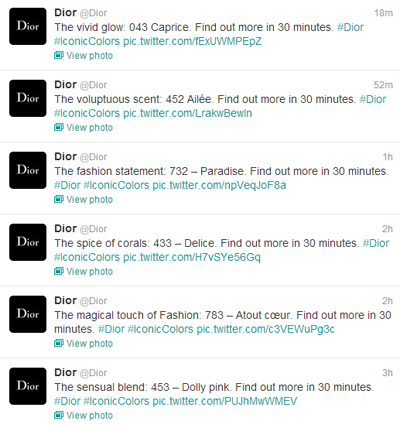 Dior
Dior @Dior 18m
The vivid glow: 043 Caprice. Find out more in 30 minutes. #Dior
#IconicColors pic.twitter.com/fExUWMPEpZ
View photo
Dior
Dior @Dior 52m
The voluptuous scent: 452 Ailée. Find out more in 30 minutes. #Dior
#IconicColors pic.twitter.com/LrakwBewln
View photo
Dior
Dior @Dior 1h
The fashion statement: 732 – Paradise. Find out more in 30 minutes.
#Dior #IconicColors pic.twitter.com/npVeqJoF8a
View photo
Dior
Dior @Dior 2h
The spice of corals: 433 – Delice. Find out more in 30 minutes. #Dior
#IconicColors pic.twitter.com/H7vSYe56Gq
View photo
Dior
Dior @Dior 2h
The magical touch of Fashion: 783 – Atout cœur. Find out more in 30
minutes. #Dior #IconicColors pic.twitter.com/c3VEWuPg3c
View photo
Dior
Dior @Dior 3h
The sensual blend: 453 – Dolly pink. Find out more in 30 minutes.
#Dior #IconicColors pic.twitter.com/PUJhMwWMEV
View photo